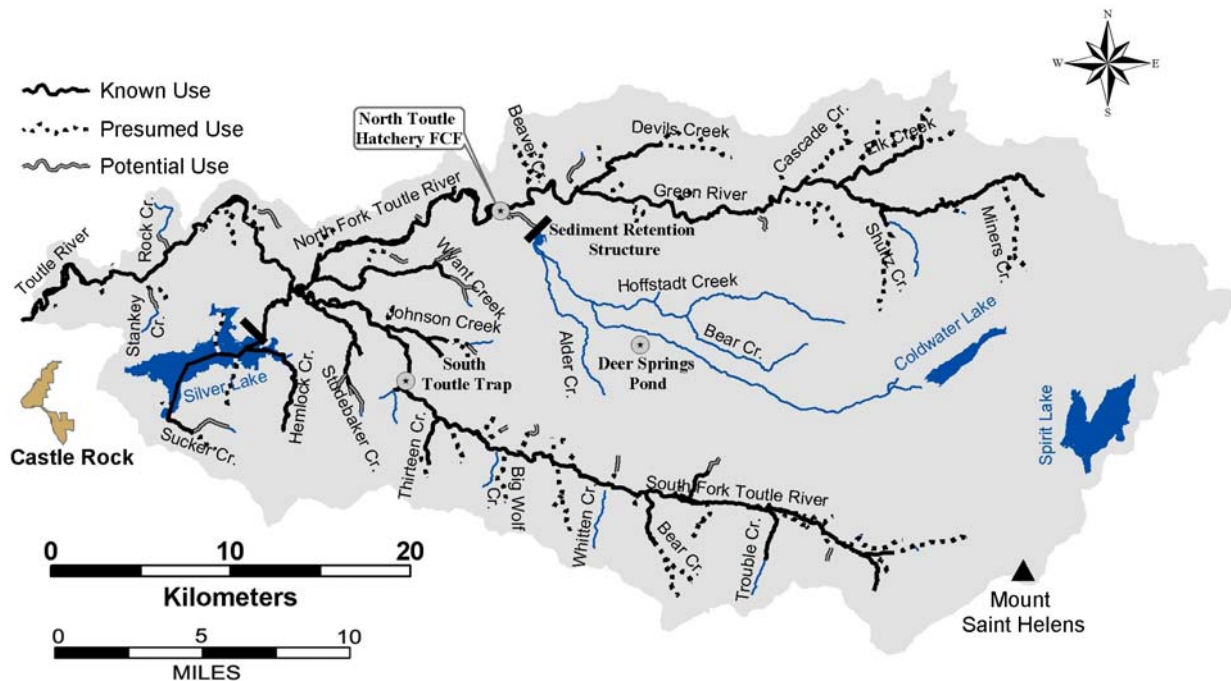 N
W
E
S
Known Use
Presumed Use
Potential Use
North Toutle
Hatchery FCF
Beaver Cr.
Devils Creek
Cascade Cr.
Elk Creek
Green River
North Fork Toutle River
Sediment Retention
Structure
Rock Cr.
Toutle River
Wyant Creek
Shultz Cr.
Miners Cr.
Hoffstadt Creek
Stankey
Cr.
Johnson Creek
Bear Cr.
Coldwater Lake
Alder Cr.
South
Toutle Trap
Deer Springs
Pond
Silver Lake
Hemlock Cr.
Studebaker Cr.
Spirit Lake
Sucker Cr.
Castle Rock
Thirteen Cr.
Big Wolf
Cr.
Whitten Cr.
South Fork Toutle River
Bear Cr.
Trouble Cr.
0 10 20
Kilometers
Mount
Saint Helens
0 5 10
MILES